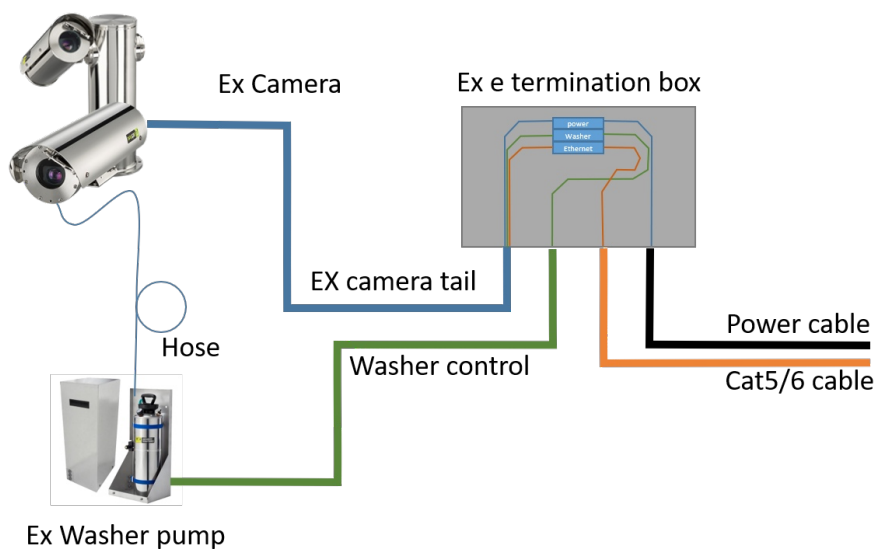 Ex Camera
Ex e termination box
power
Washer
Ethernet
EX camera tail
Power cable
Hose
Washer control
Cat5/6 cable
Ex Washer pump